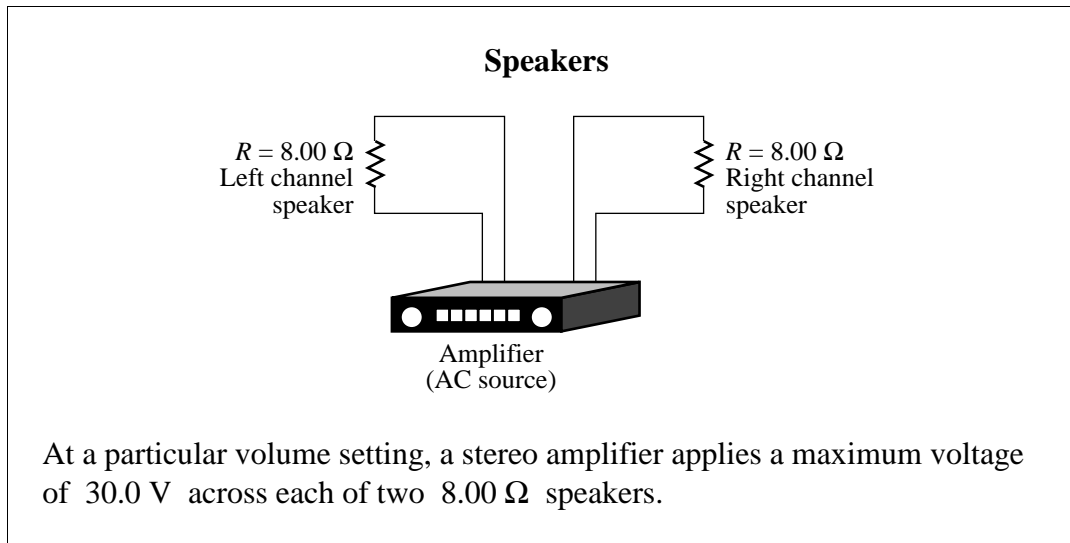 Speakers
R = 8.00 Ω
Left channel
speaker
R = 8.00 Ω
Right channel
speaker
Amplifier
(AC source)
At a particular volume setting, a stereo amplifier applies a maximum voltage
of 30.0 V across each of two 8.00 Ω speakers.